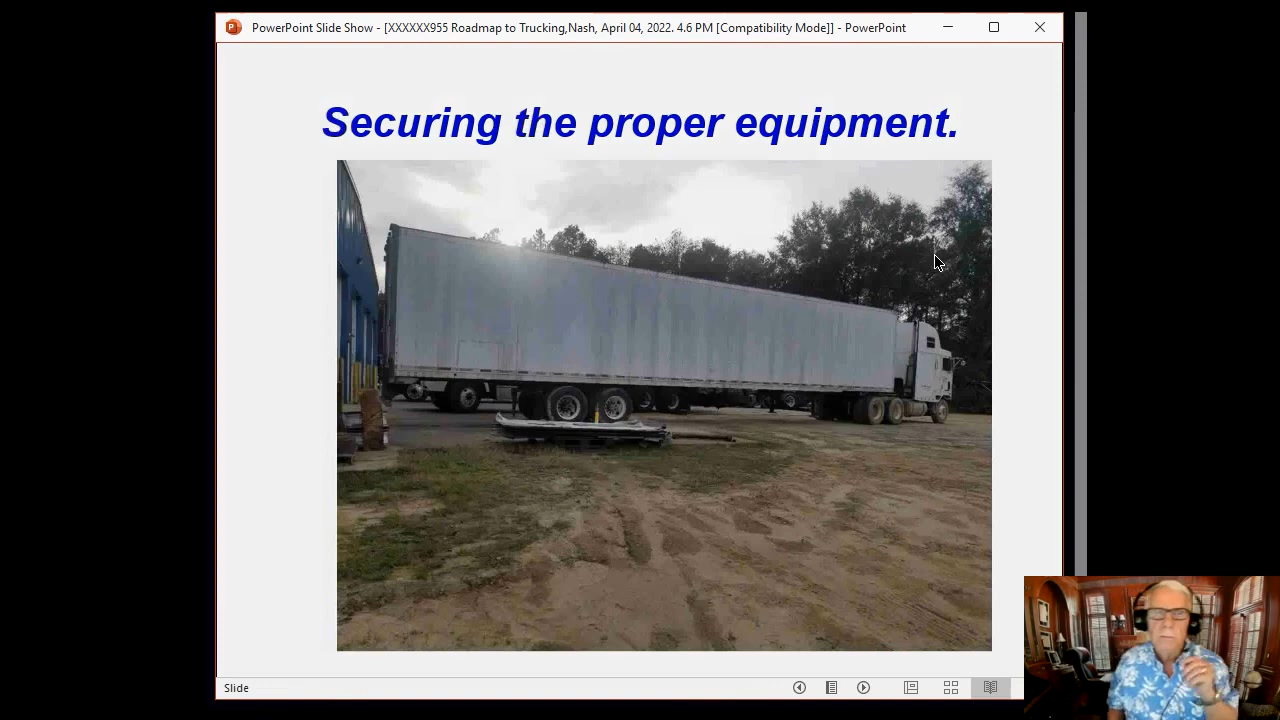 PowerPoint Slide Show - [XXXXXX955 Roadmap to Trucking,Nash, April 04, 2022. 4.6 PM [Compatibility Mode]] - PowerPoint
Securing the proper equipment.
Slide